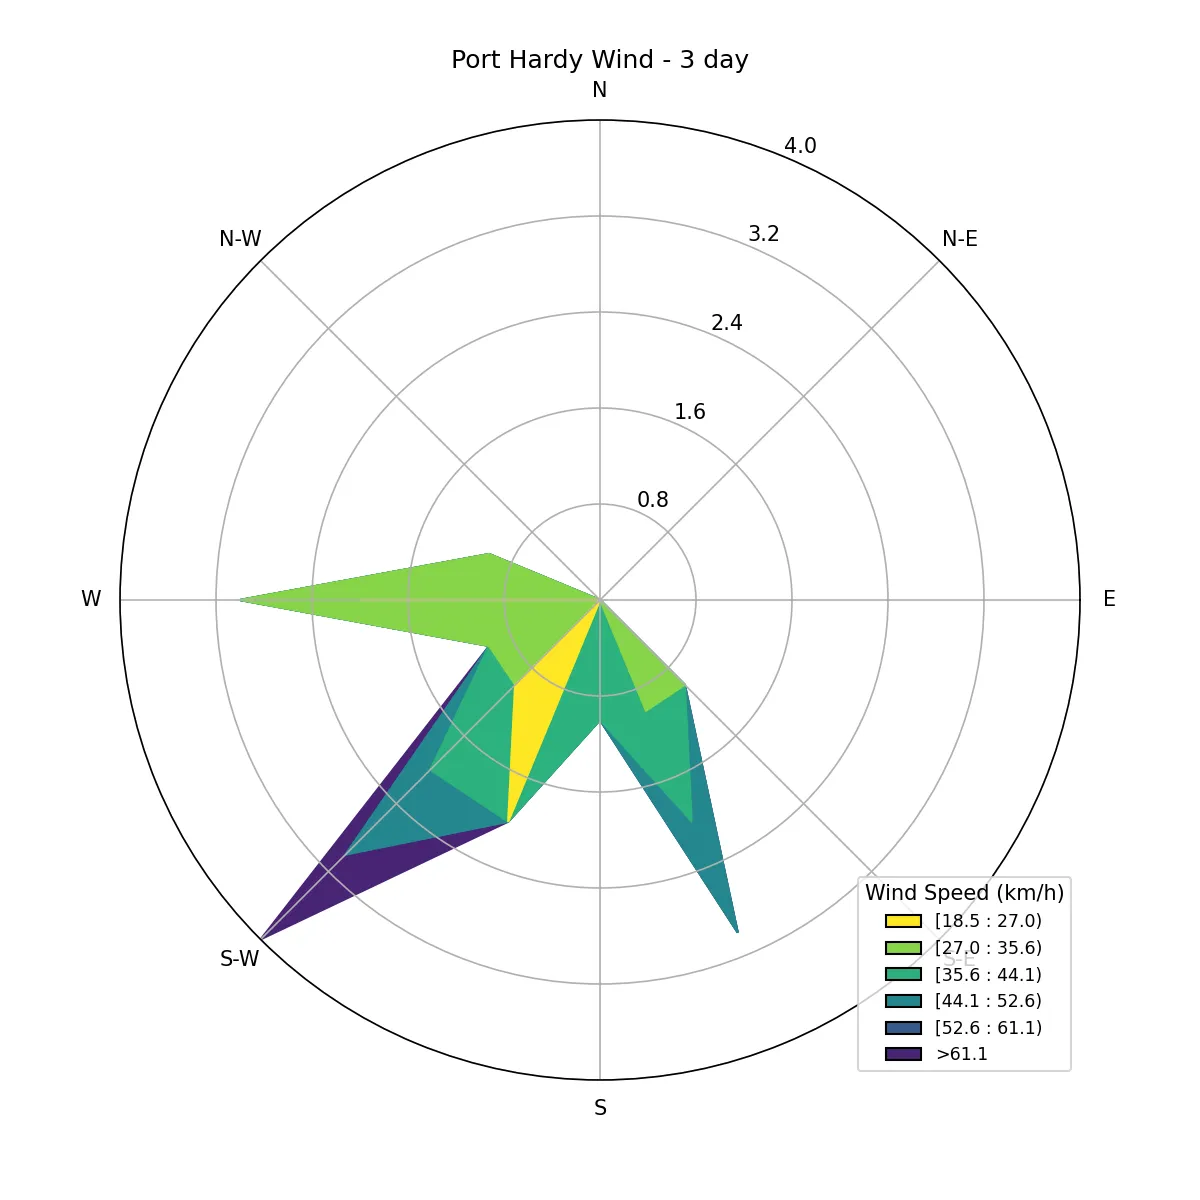 Port Hardy Wind - 3 day
N
4.0
N-W
3.2
N-E
2.4
1.6
0.8
W
E
Wind Speed (km/h)
[18.5 : 27.0)
[27.0 : 35.6)
S-W
S-E
[35.6 : 44.1)
[44.1 : 52.6)
[52.6 : 61.1)
>61.1
S